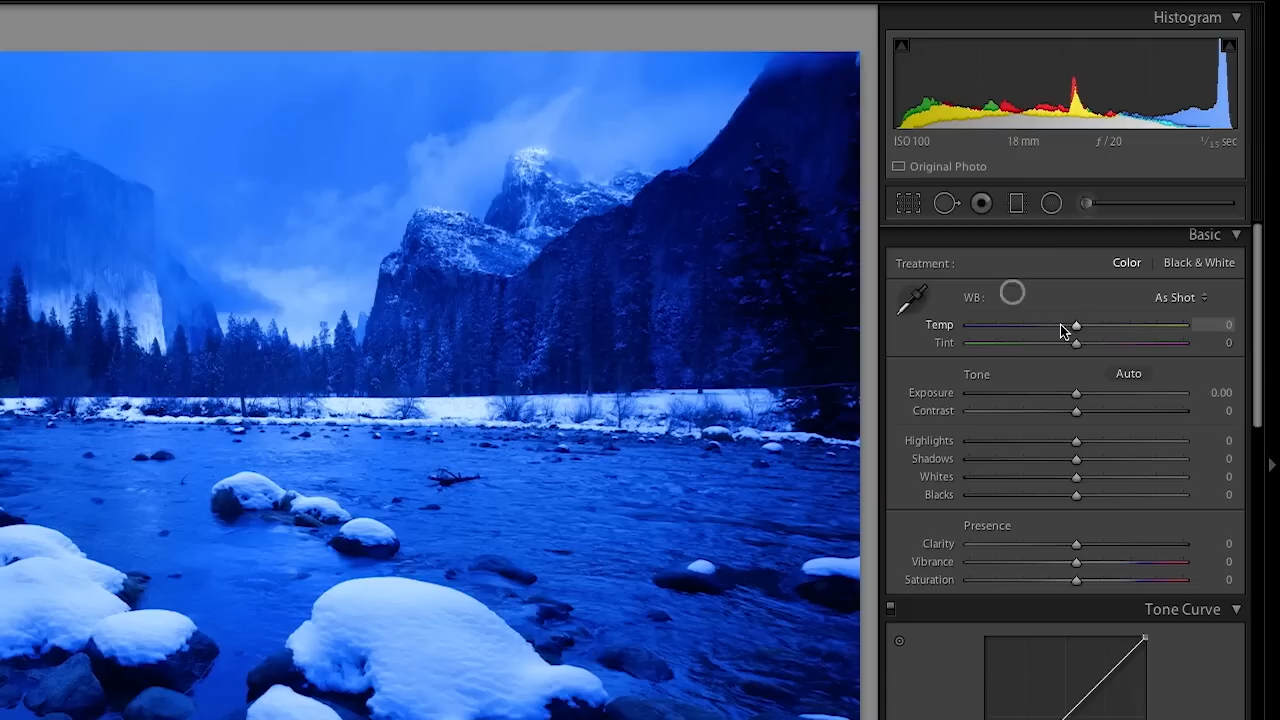 Histogram
ISO 100 18 mm ƒ / 20 1/15 sec
Original Photo
Basic
Treatment : Color Black & White
WB : As Shot
Temp 0
Tint 0
Tone Auto
Exposure 0.00
Contrast 0
Highlights 0
Shadows 0
Whites 0
Blacks 0
Presence
Clarity 0
Vibrance 0
Saturation 0
Tone Curve